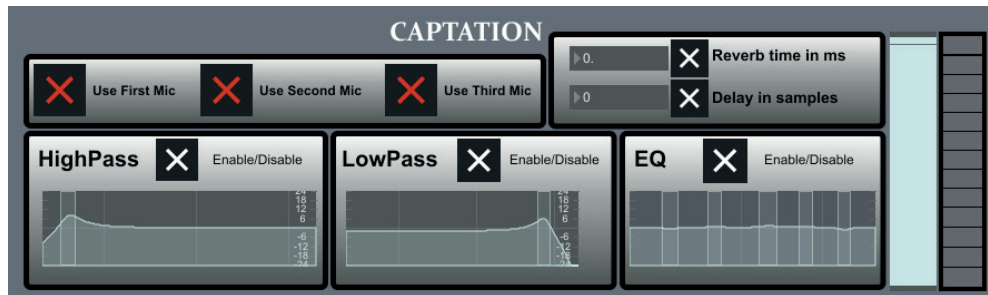 CAPTATION
Use First Mic
Use Second Mic
Use Third Mic
0.
Reverb time in ms
0
Delay in samples
HighPass
Enable/Disable
24
18
12
6
-6
-12
-18
-24
LowPass
Enable/Disable
24
18
12
6
-6
-12
-18
-24
EQ
Enable/Disable